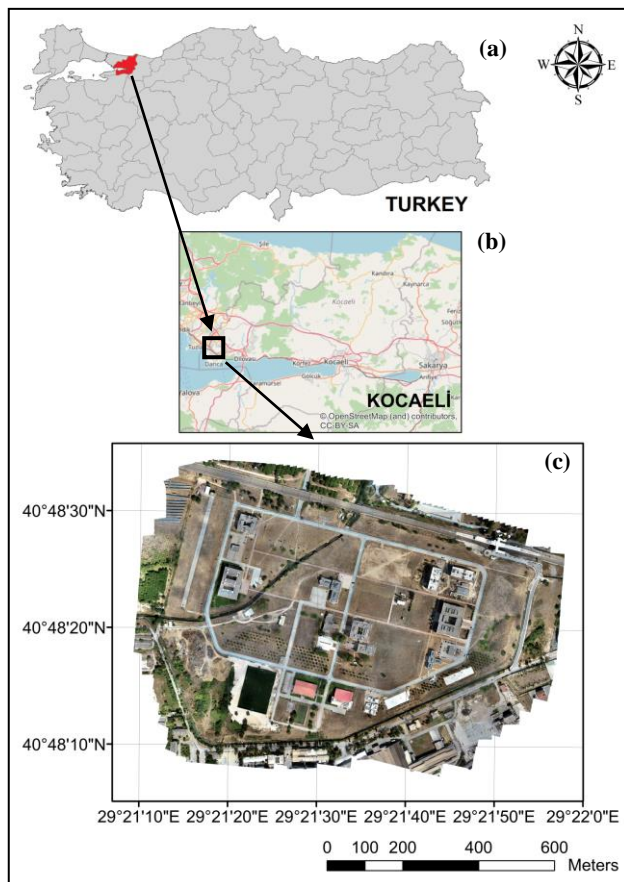 (a)
N
W E
S
TURKEY
(b)
Şile
Kandıra
Kaynarca
Kocaeli
Darıca
Dilovası
Kocaeli
Sakarya
KOCAELİ
© OpenStreetMap (and) contributors,
CC-BY-SA
(c)
40°48'30"N
40°48'20"N
40°48'10"N
29°21'10"E 29°21'20"E 29°21'30"E 29°21'40"E 29°21'50"E 29°22'0"E
0 100 200 400 600
Meters